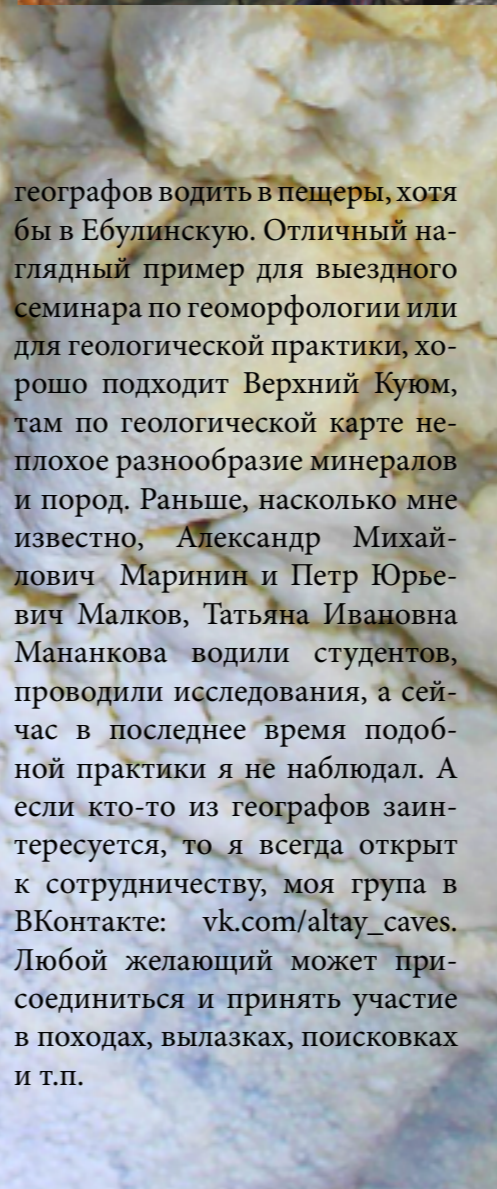 географов водить в пещеры, хотя
бы в Ебулинскую. Отличный на-
глядный пример для выездного
семинара по геоморфологии или
для геологической практики, хо-
рошо подходит Верхний Куюм,
там по геологической карте не-
плохое разнообразие минералов
и пород. Раньше, насколько мне
известно, Александр Михай-
лович Маринин и Петр Юрье-
вич Малков, Татьяна Ивановна
Мананкова водили студентов,
проводили исследования, а сей-
час в последнее время подоб-
ной практики я не наблюдал. А
если кто-то из географов заин-
тересуется, то я всегда открыт
к сотрудничеству, моя група в
ВКонтакте: vk.com/altay_caves.
Любой желающий может при-
соединиться и принять участие
в походах, вылазках, поисковках
и т.п.